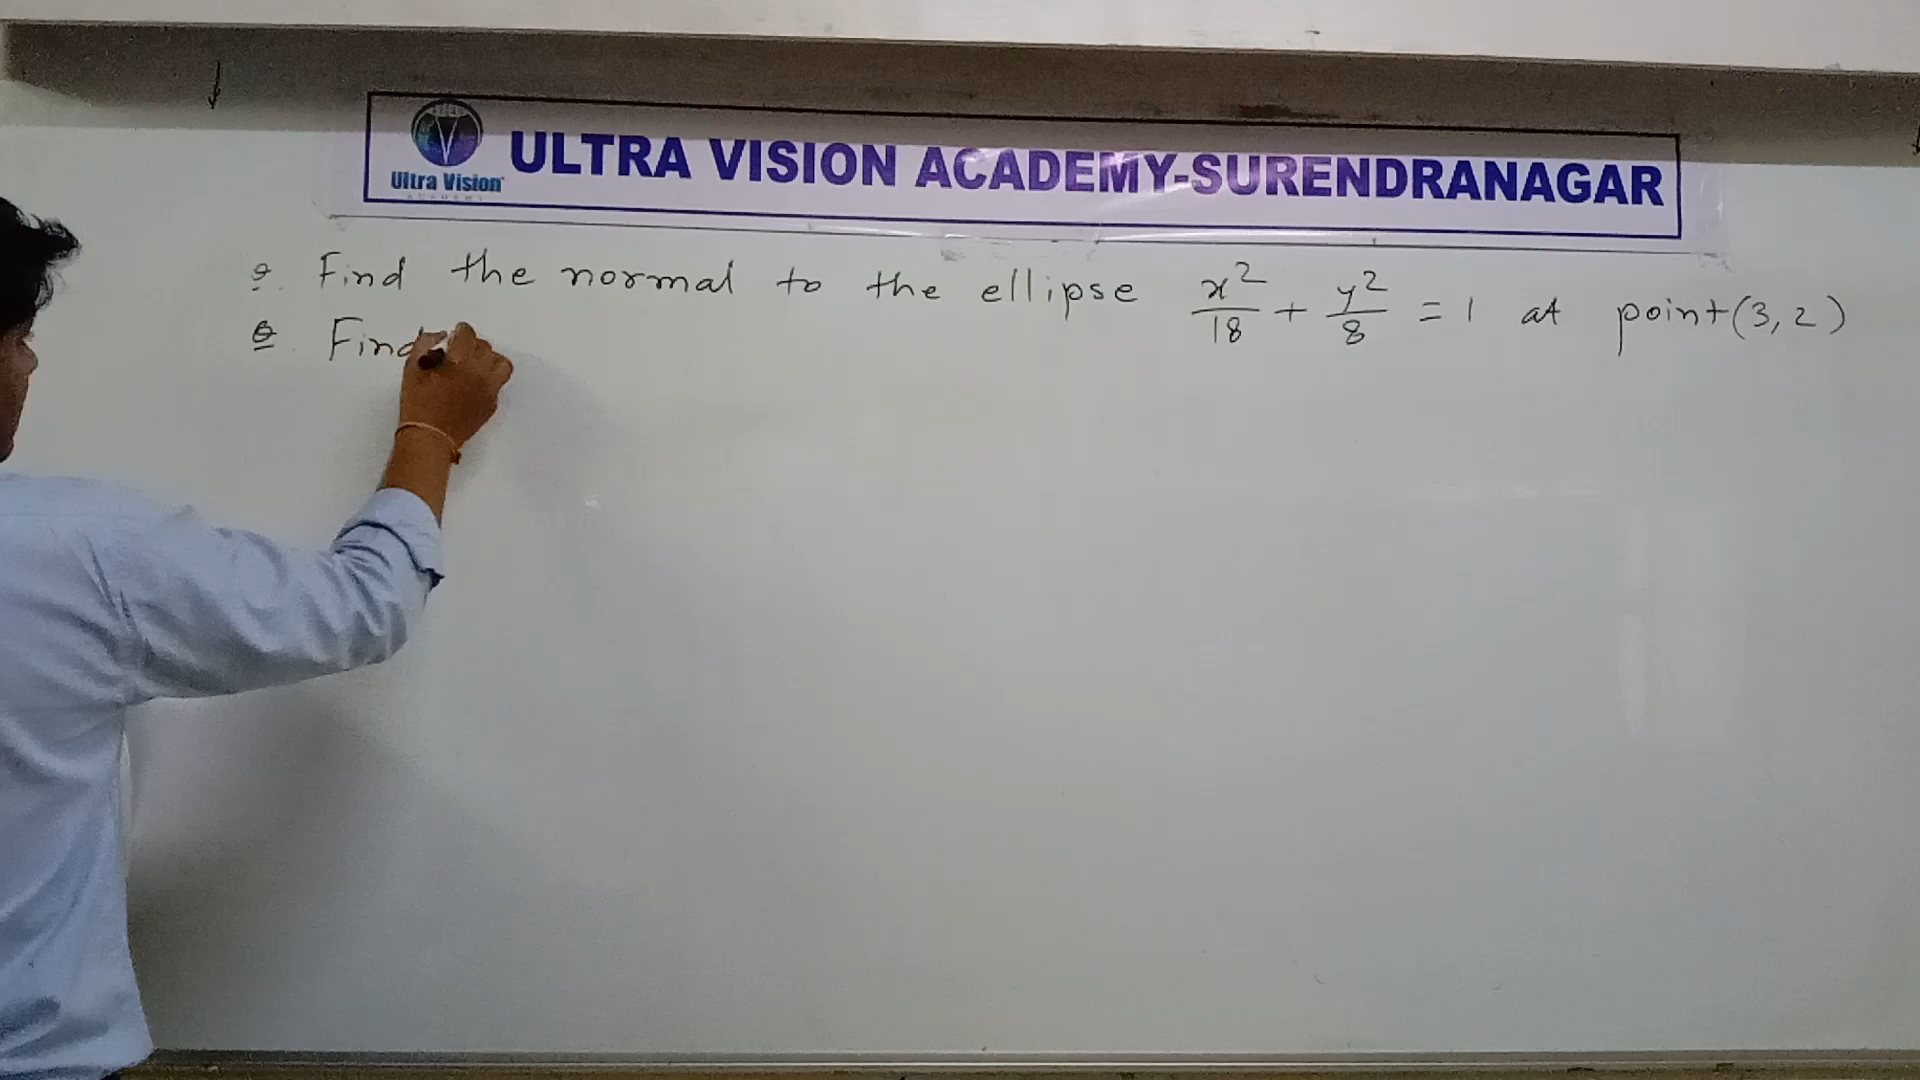 ULTRA VISION ACADEMY-SURENDRANAGAR
Ultra Vision
ACADEMY
Q. Find the normal to the ellipse x²/18 + y²/8 = 1 at point (3, 2)
Q. Find